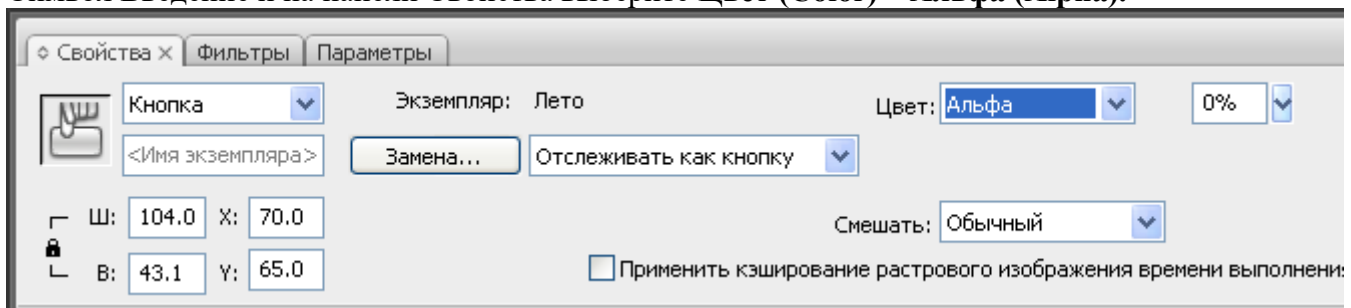 Свойства × Фильтры Параметры
Кнопка Экземпляр: Лето Цвет: Альфа 0%
<Имя экземпляра> Замена... Отслеживать как кнопку
Ш: 104.0 X: 70.0 Смешать: Обычный
В: 43.1 Y: 65.0 Применить кэширование растрового изображения времени выполнени